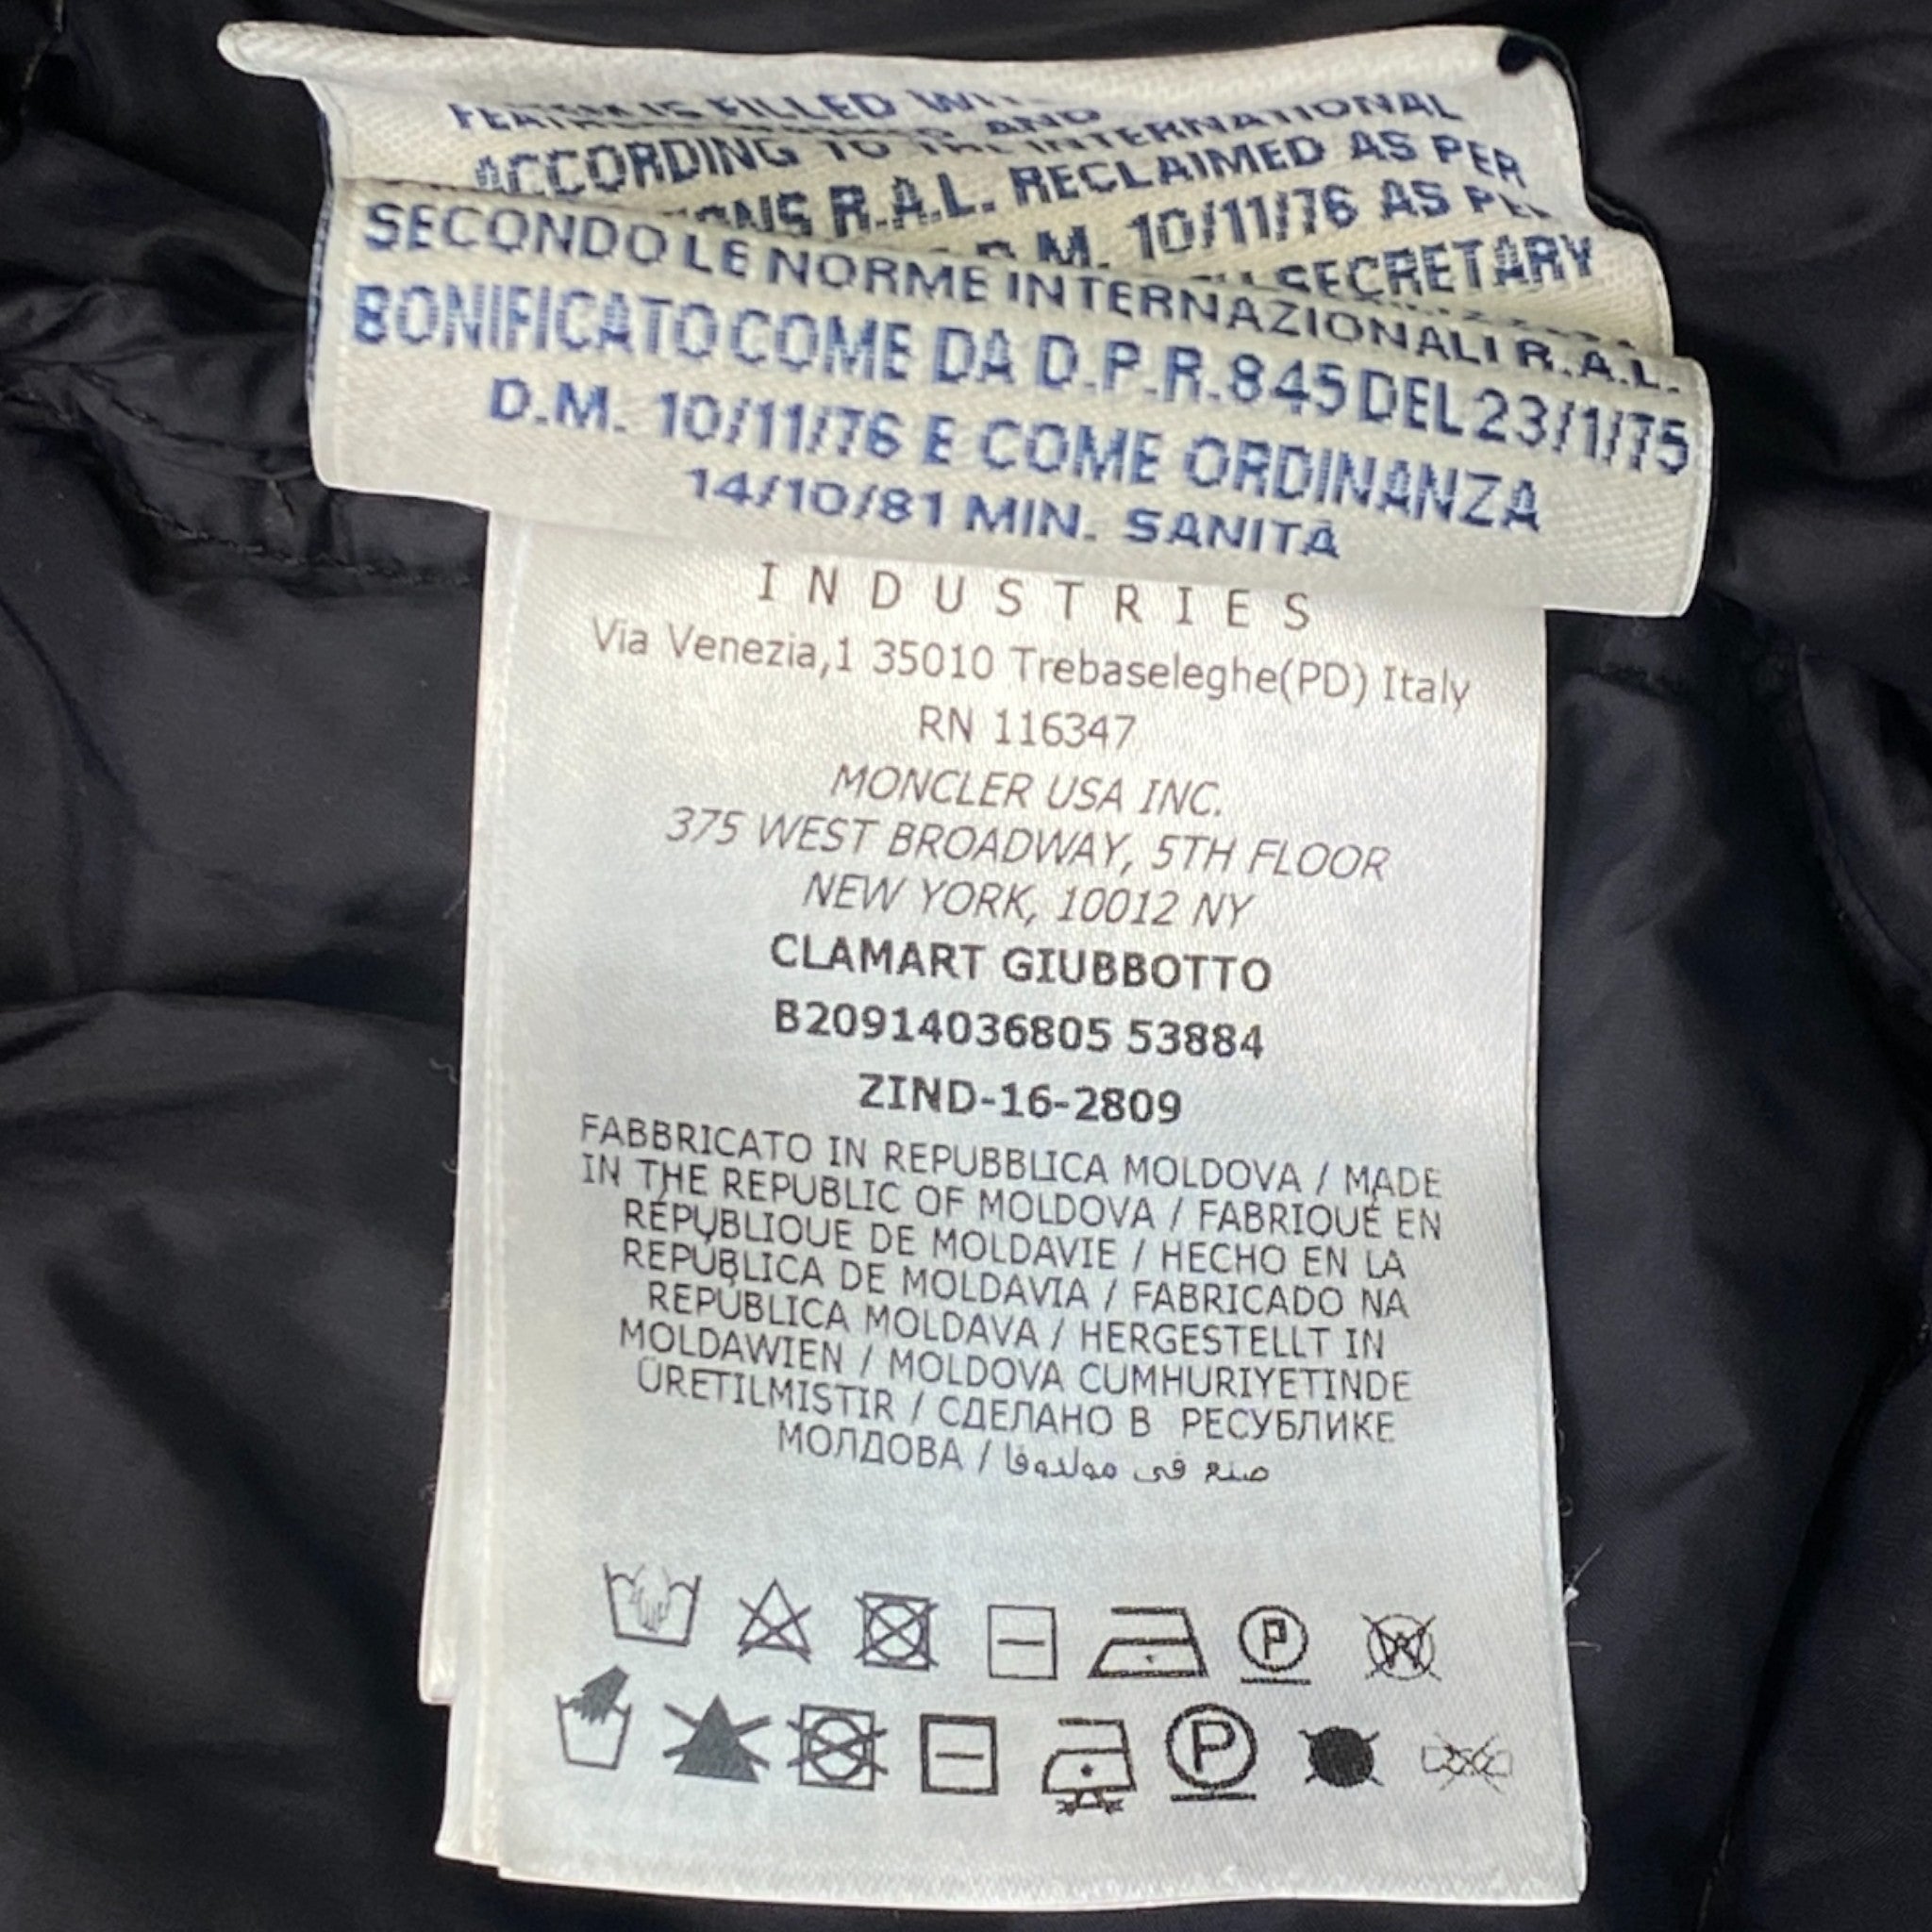 IS FILLED
AND
ACCORDING TO THE INTERNATIONAL
R.A.L. RECLAIMED AS PER
D.M. 10/11/76 AS PER
SECRETARY
SECONDO LE NORME INTERNAZIONALI R.A.L.
BONIFICATO COME DA D.P.R. 845 DEL 23/1/75
D.M. 10/11/76 E COME ORDINANZA
14/10/81 MIN. SANITÀ
INDUSTRIES
Via Venezia,1 35010 Trebaseleghe(PD) Italy
RN 116347
MONCLER USA INC.
375 WEST BROADWAY, 5TH FLOOR
NEW YORK, 10012 NY
CLAMART GIUBBOTTO
B20914036805 53884
ZIND-16-2809
FABBRICATO IN REPUBBLICA MOLDOVA / MADE
IN THE REPUBLIC OF MOLDOVA / FABRIQUÉ EN
RÉPUBLIQUE DE MOLDAVIE / HECHO EN LA
REPÚBLICA DE MOLDAVIA / FABRICADO NA
REPÚBLICA MOLDAVA / HERGESTELLT IN
MOLDAWIEN / MOLDOVA CUMHURIYETINDE
ÜRETILMISTIR / СДЕЛАНО В РЕСУБЛИКЕ
МОЛДОВА / صنع في مولدوفا
P W
P